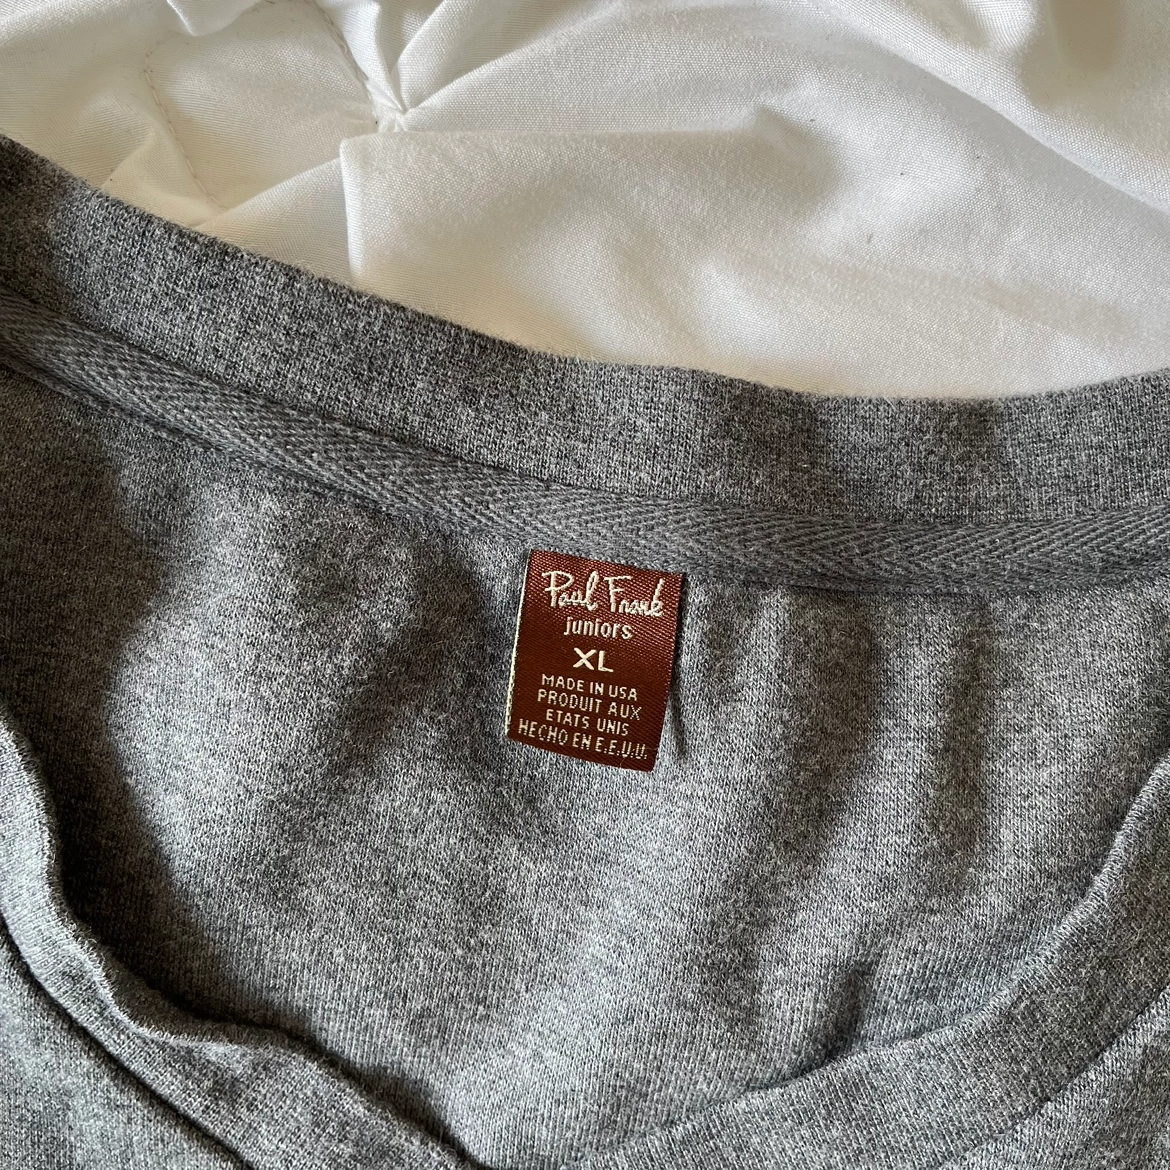 Paul Frank
juniors
XL
MADE IN USA
PRODUIT AUX
ETATS UNIS
HECHO EN E.E.U.U.